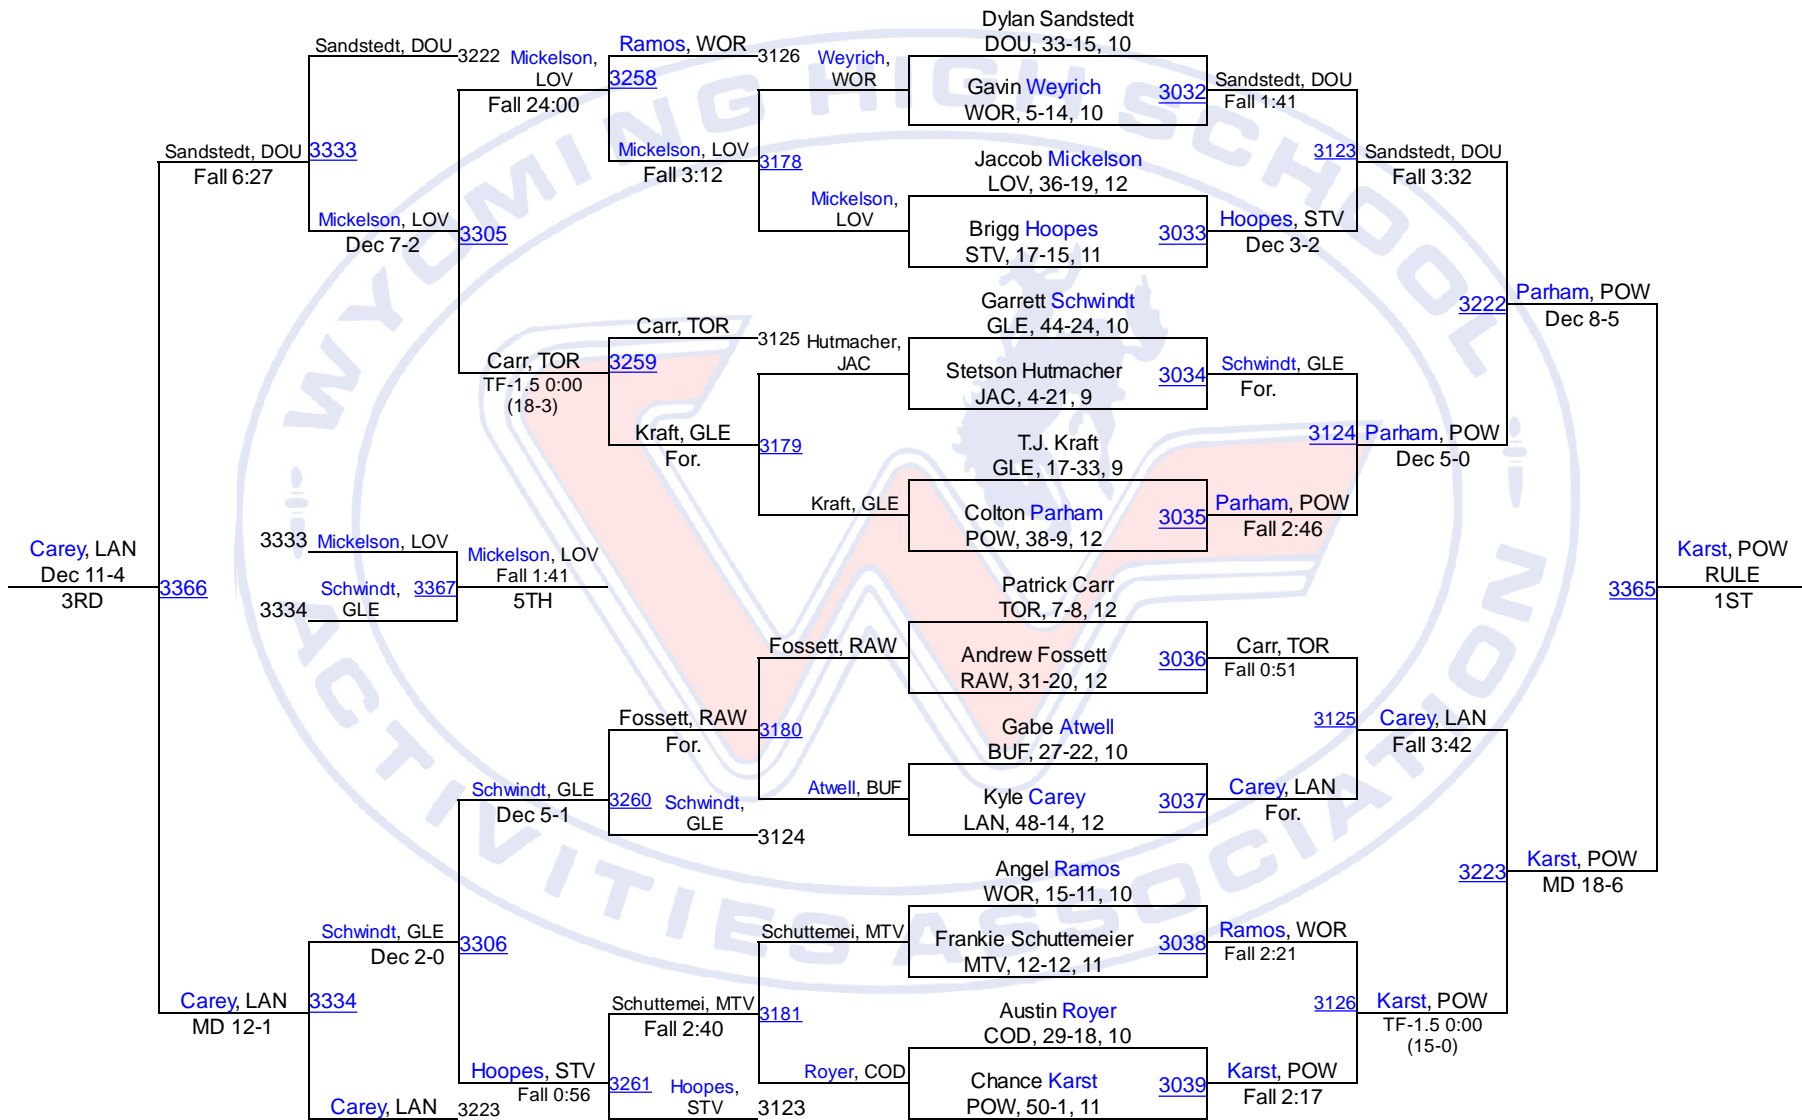 WYOMING HIGH SCHOOL
ACTIVITIES ASSOCIATION
Dylan Sandstedt
DOU, 33-15, 10
Gavin Weyrich
WOR, 5-14, 10
3032
Jaccob Mickelson
LOV, 36-19, 12
Brigg Hoopes
STV, 17-15, 11
3033
Garrett Schwindt
GLE, 44-24, 10
Stetson Hutmacher
JAC, 4-21, 9
3034
T.J. Kraft
GLE, 17-33, 9
Colton Parham
POW, 38-9, 12
3035
Patrick Carr
TOR, 7-8, 12
Andrew Fossett
RAW, 31-20, 12
3036
Gabe Atwell
BUF, 27-22, 10
Kyle Carey
LAN, 48-14, 12
3037
Angel Ramos
WOR, 15-11, 10
Frankie Schuttemeier
MTV, 12-12, 11
3038
Austin Royer
COD, 29-18, 10
Chance Karst
POW, 50-1, 11
3039
Sandstedt, DOU
Fall 1:41
3123
Hoopes, STV
Dec 3-2
Schwindt, GLE
For.
3124
Parham, POW
Fall 2:46
Carr, TOR
Fall 0:51
3125
Carey, LAN
For.
Ramos, WOR
Fall 2:21
3126
Karst, POW
Fall 2:17
Sandstedt, DOU
Fall 3:32
3222
Parham, POW
Dec 5-0
Carey, LAN
Fall 3:42
3223
Karst, POW
TF-1.5 0:00
(15-0)
Parham, POW
Dec 8-5
3365
Karst, POW
MD 18-6
Karst, POW
RULE
1ST
Weyrich,
WOR
3178
Mickelson,
LOV
Hutmacher,
JAC
3179
Kraft, GLE
Fossett, RAW
3180
Atwell, BUF
Schuttemei, MTV
3181
Royer, COD
Ramos, WOR
3126
3258
Mickelson, LOV
Fall 3:12
Carr, TOR
3125
3259
Kraft, GLE
For.
Fossett, RAW
For.
3260
Schwindt,
GLE
3124
Schuttemei, MTV
Fall 2:40
3261
Hoopes,
STV
3123
Mickelson,
LOV
Fall 24:00
3305
Carr, TOR
TF-1.5 0:00
(18-3)
Schwindt, GLE
Dec 5-1
3306
Hoopes, STV
Fall 0:56
Sandstedt, DOU
3222
3333
Mickelson, LOV
Dec 7-2
Schwindt, GLE
Dec 2-0
3334
Carey, LAN
3223
Sandstedt, DOU
Fall 6:27
3366
Carey, LAN
MD 12-1
Carey, LAN
Dec 11-4
3RD
3333
Mickelson, LOV
3334
Schwindt,
GLE
3367
Mickelson, LOV
Fall 1:41
5TH